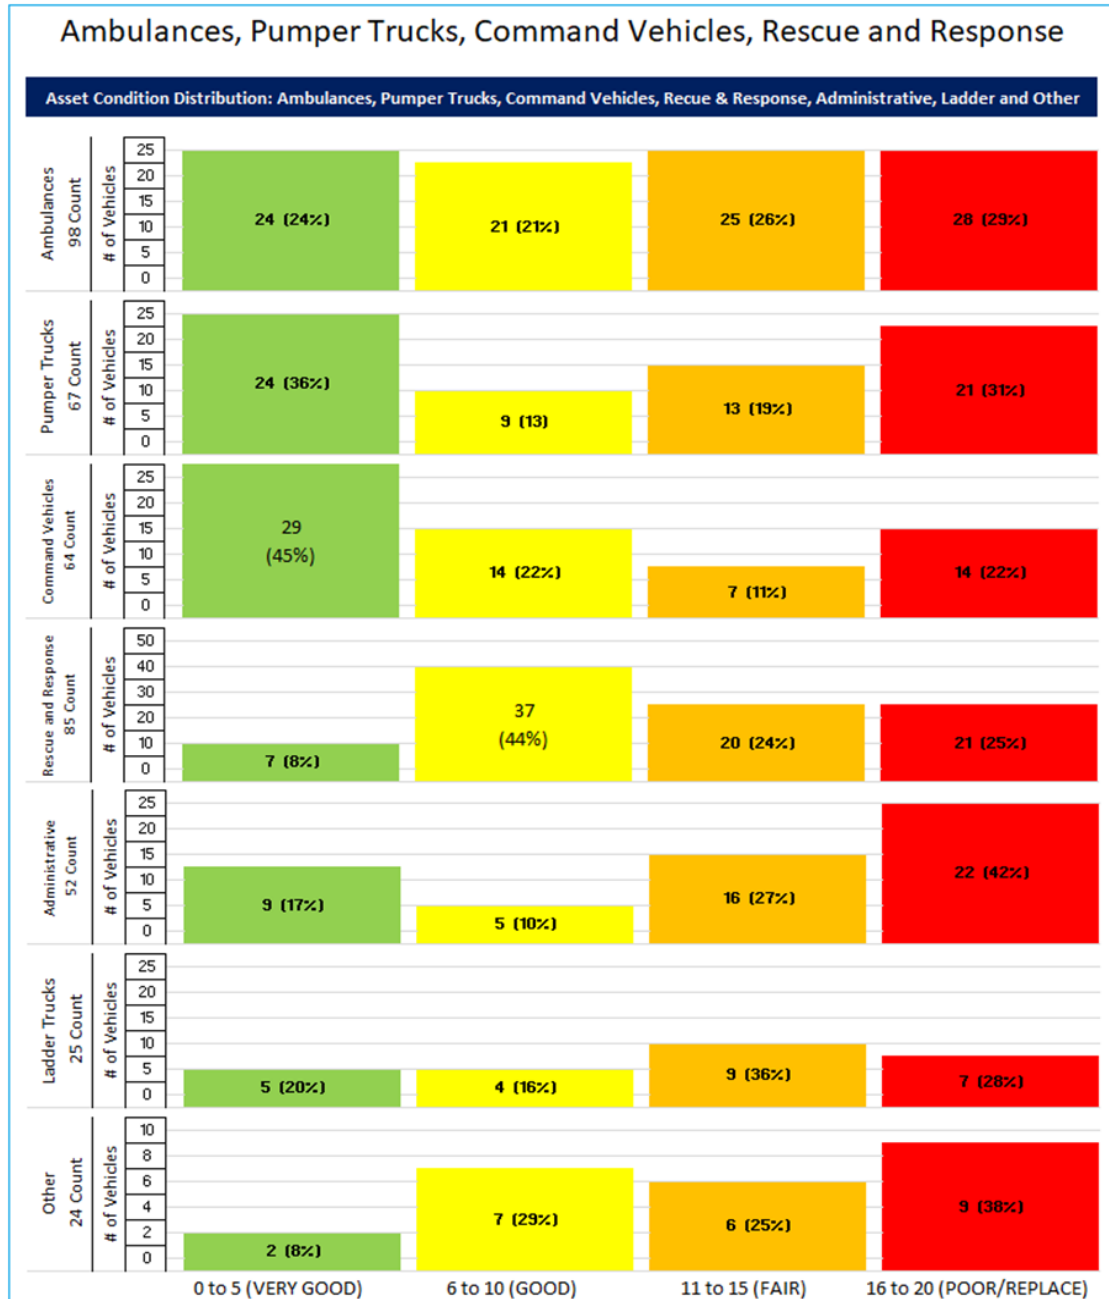 Ambulances, Pumper Trucks, Command Vehicles, Rescue and Response
Asset Condition Distribution: Ambulances, Pumper Trucks, Command Vehicles, Recue & Response, Administrative, Ladder and Other
Ambulances
98 Count
# of Vehicles
25
20
15
10
5
0
24 (24%)
21 (21%)
25 (26%)
28 (29%)
Pumper Trucks
67 Count
# of Vehicles
25
20
15
10
5
0
24 (36%)
9 (13)
13 (19%)
21 (31%)
Command Vehicles
64 Count
# of Vehicles
25
20
15
10
5
0
29
(45%)
14 (22%)
7 (11%)
14 (22%)
Rescue and Response
85 Count
# of Vehicles
50
40
30
20
10
0
7 (8%)
37
(44%)
20 (24%)
21 (25%)
Administrative
52 Count
# of Vehicles
25
20
15
10
5
0
9 (17%)
5 (10%)
16 (27%)
22 (42%)
Ladder Trucks
25 Count
# of Vehicles
25
20
15
10
5
0
5 (20%)
4 (16%)
9 (36%)
7 (28%)
Other
24 Count
# of Vehicles
10
8
6
4
2
0
2 (8%)
7 (29%)
6 (25%)
9 (38%)
0 to 5 (VERY GOOD)
6 to 10 (GOOD)
11 to 15 (FAIR)
16 to 20 (POOR/REPLACE)